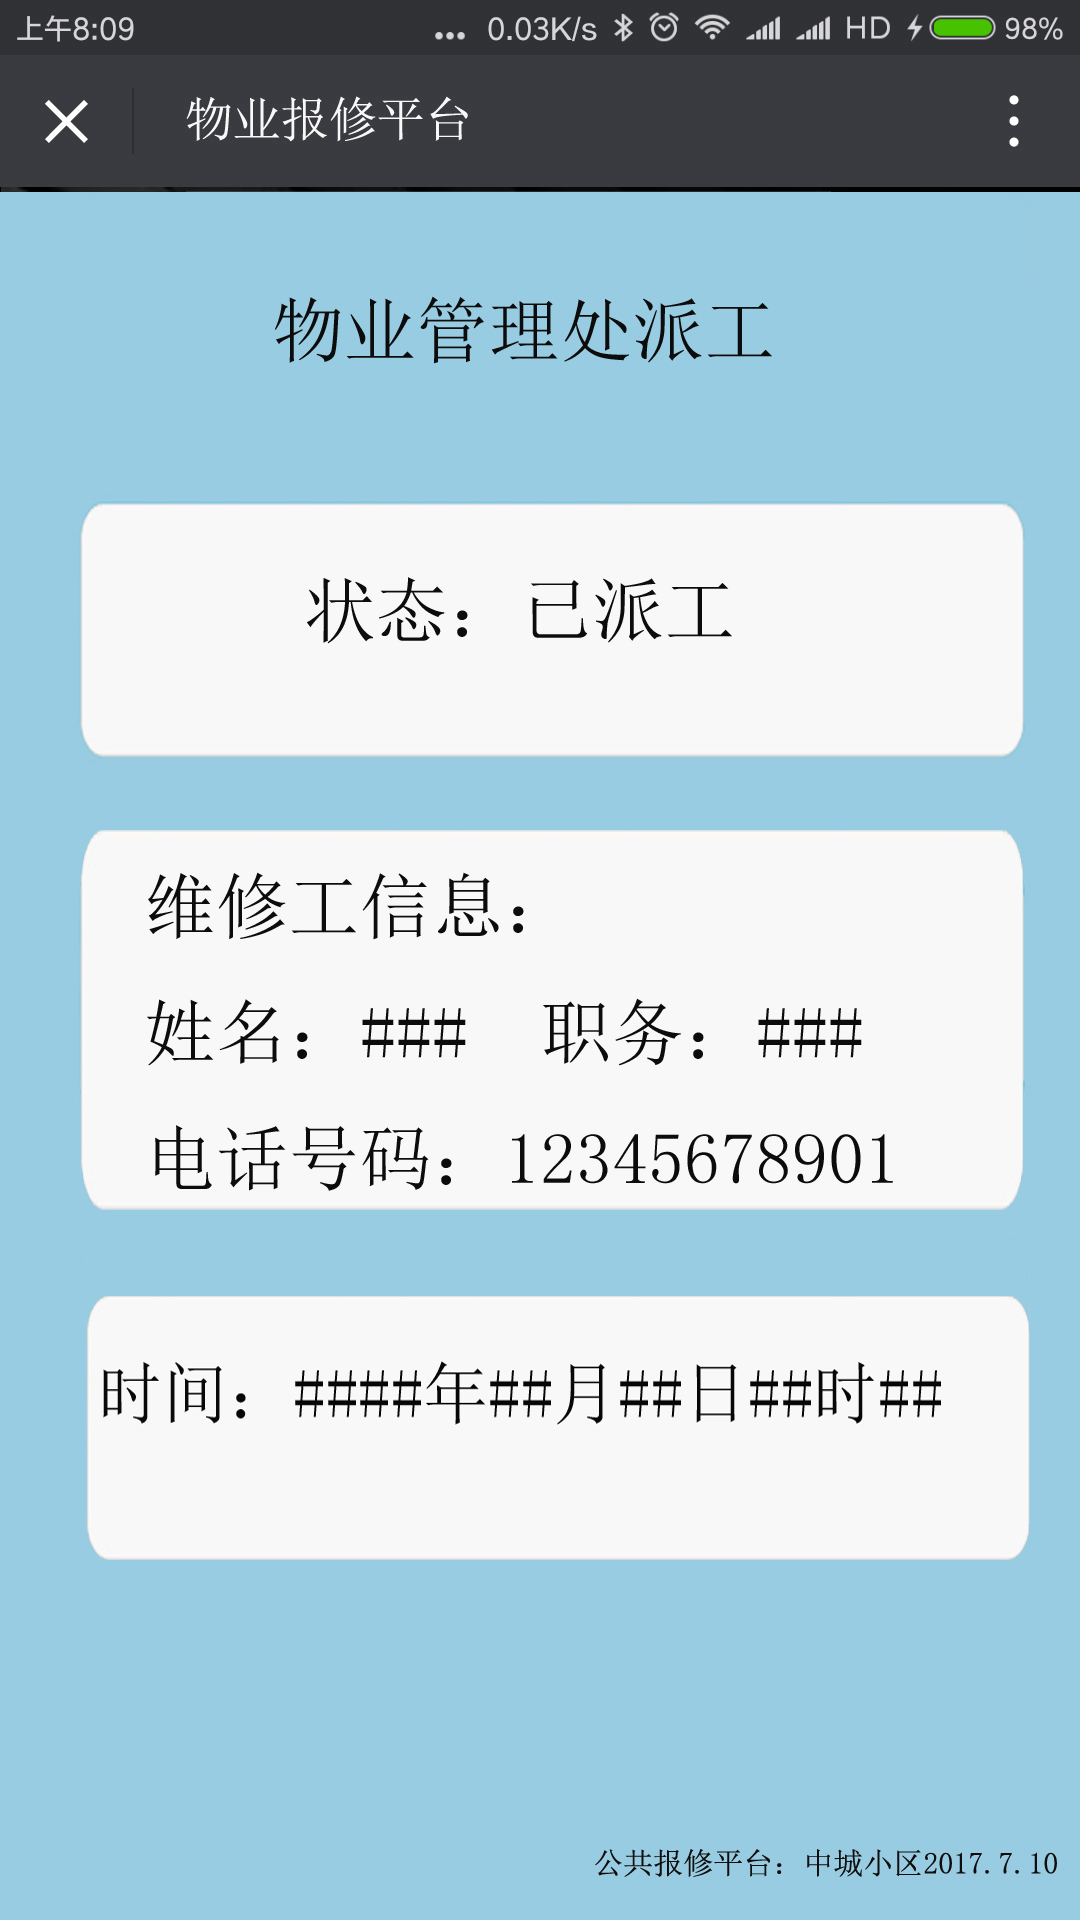 上午8:09 ... 0.03K/s HD 98%
物业报修平台
物业管理处派工
状态：已派工
维修工信息：
姓名：### 职务：###
电话号码：12345678901
时间：####年##月##日##时##
公共报修平台：中城小区2017.7.10